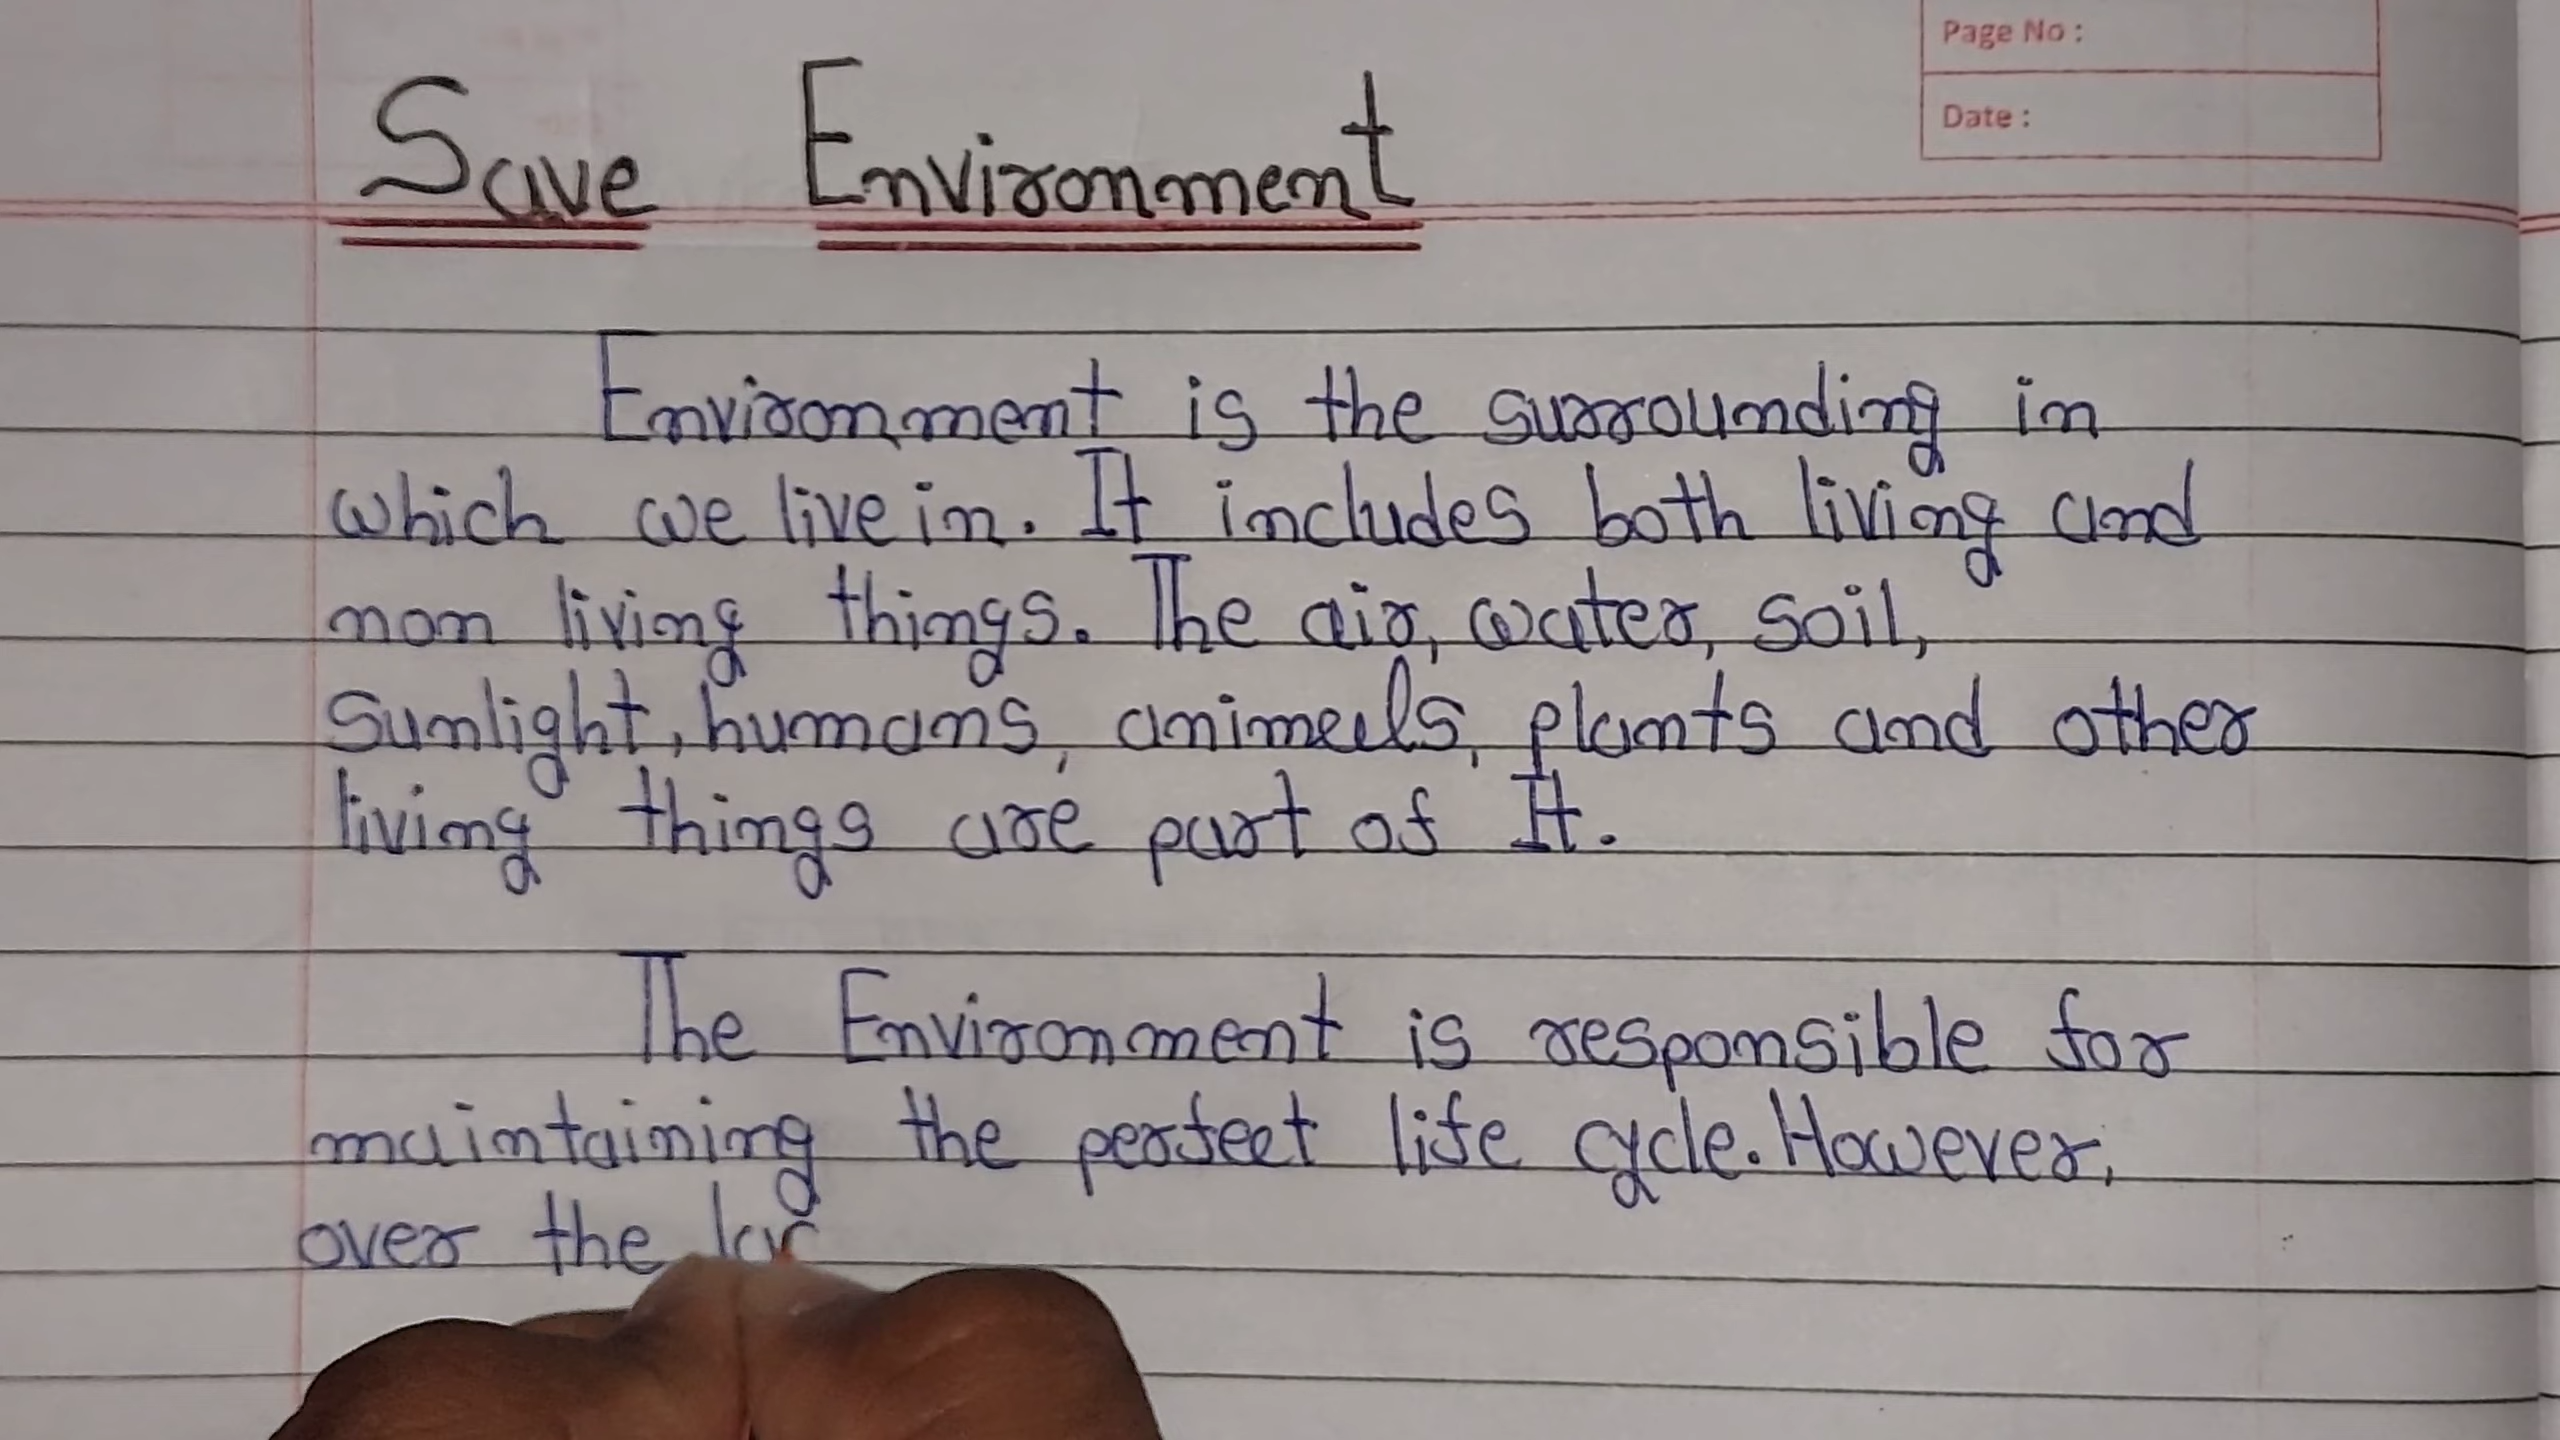 Page No :
Date :
Save Environment
Environment is the surrounding in
which we live in. It includes both living and
non living things. The air, water, soil,
Sunlight, humans, animals, plants and other
living things are part of It.
The Environment is responsible for
maintaining the perfect life cycle. However,
over the